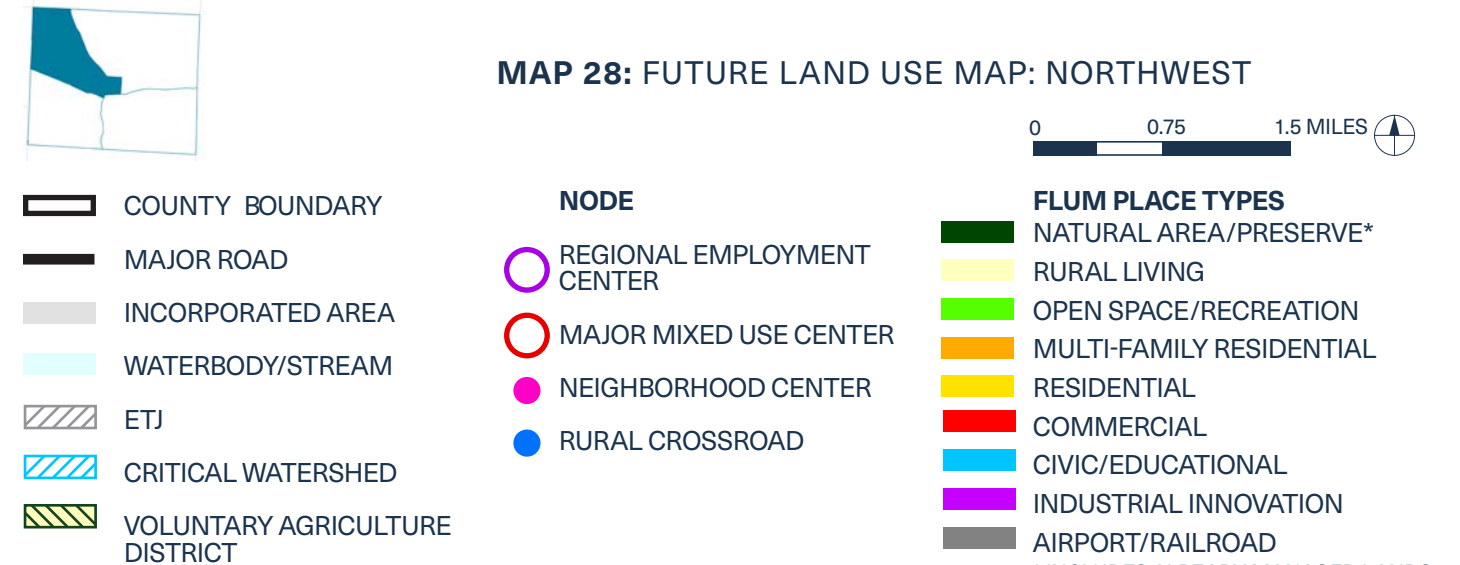 MAP 28: FUTURE LAND USE MAP: NORTHWEST
0 0.75 1.5 MILES
COUNTY BOUNDARY
MAJOR ROAD
INCORPORATED AREA
WATERBODY/STREAM
ETJ
CRITICAL WATERSHED
VOLUNTARY AGRICULTURE
DISTRICT
NODE
REGIONAL EMPLOYMENT
CENTER
MAJOR MIXED USE CENTER
NEIGHBORHOOD CENTER
RURAL CROSSROAD
FLUM PLACE TYPES
NATURAL AREA/PRESERVE*
RURAL LIVING
OPEN SPACE/RECREATION
MULTI-FAMILY RESIDENTIAL
RESIDENTIAL
COMMERCIAL
CIVIC/EDUCATIONAL
INDUSTRIAL INNOVATION
AIRPORT/RAILROAD